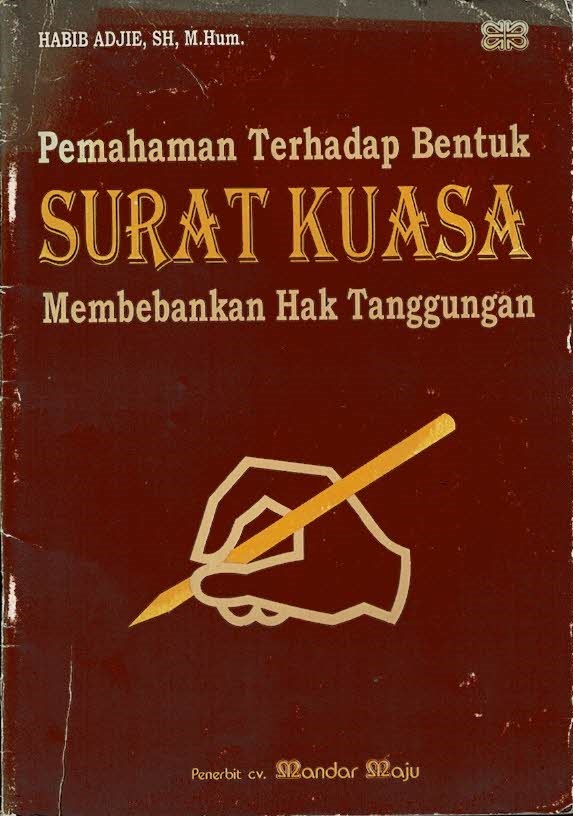 HABIB ADJIE, SH, M.Hum.
Pemahaman Terhadap Bentuk
SURAT KUASA
Membebankan Hak Tanggungan
Penerbit cv. Mandar Maju